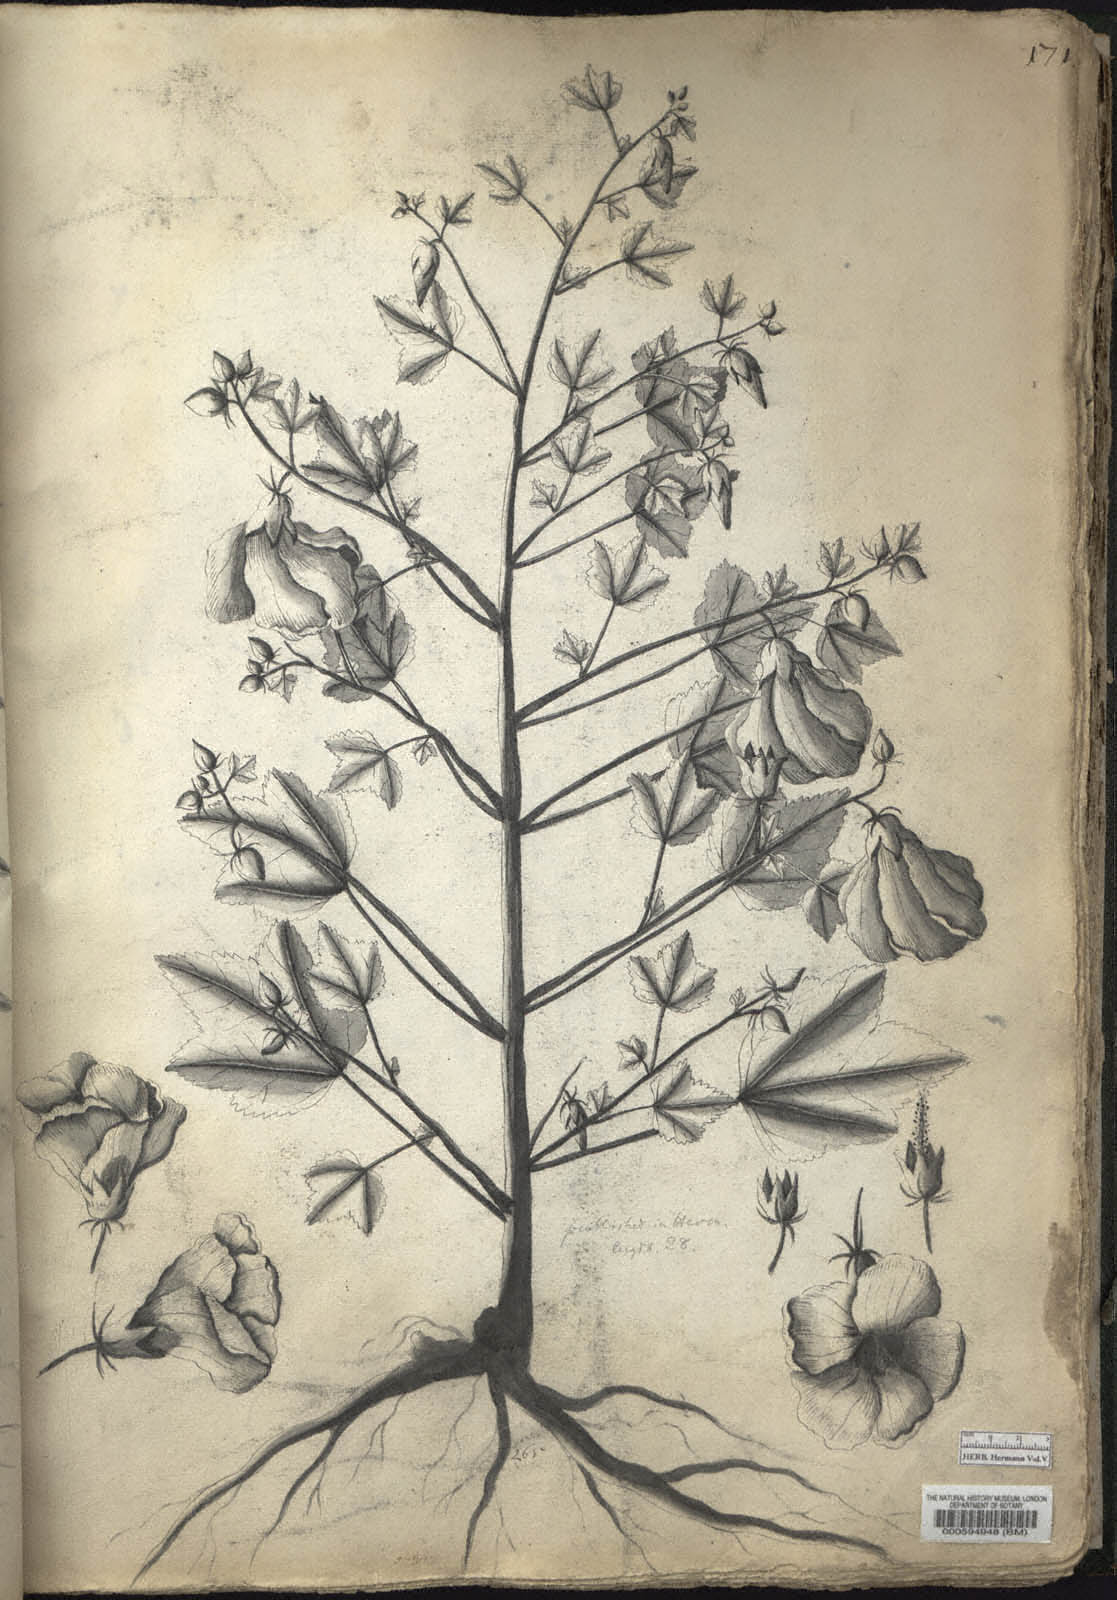 171
published in Herm.
Lugdb. 28.
265.
HERB. Hermann Vol. V.
THE NATURAL HISTORY MUSEUM, LONDON
DEPARTMENT OF BOTANY
000594948 (BM)